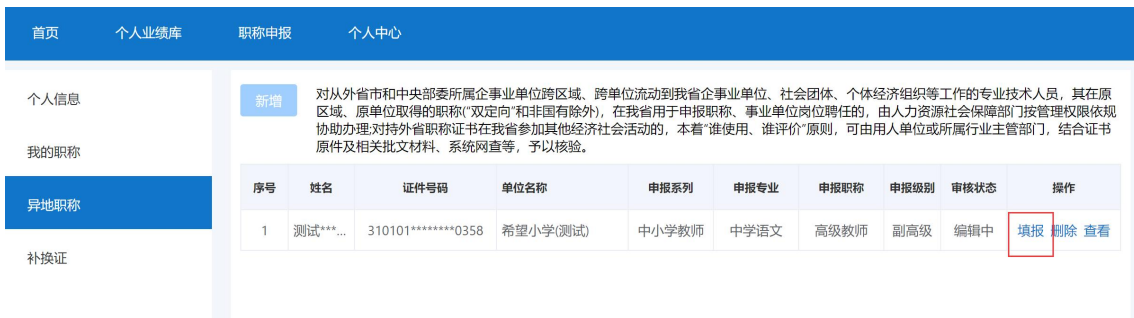 首页 个人业绩库 职称申报 个人中心
个人信息
我的职称
异地职称
补换证
新增
对从外省市和中央部委所属企事业单位跨区域、跨单位流动到我省企事业单位、社会团体、个体经济组织等工作的专业技术人员，其在原
区域、原单位取得的职称("双定向"和非国有除外)，在我省用于申报职称、事业单位岗位聘任的，由人力资源社会保障部门按管理权限依规
协助办理;对持外省职称证书在我省参加其他经济社会活动的，本着"谁使用、谁评价"原则，可由用人单位或所属行业主管部门，结合证书
原件及相关批文材料、系统网查等，予以核验。
序号 姓名 证件号码 单位名称 申报系列 申报专业 申报职称 申报级别 审核状态 操作
1 测试***... 310101********0358 希望小学(测试) 中小学教师 中学语文 高级教师 副高级 编辑中 填报 删除 查看